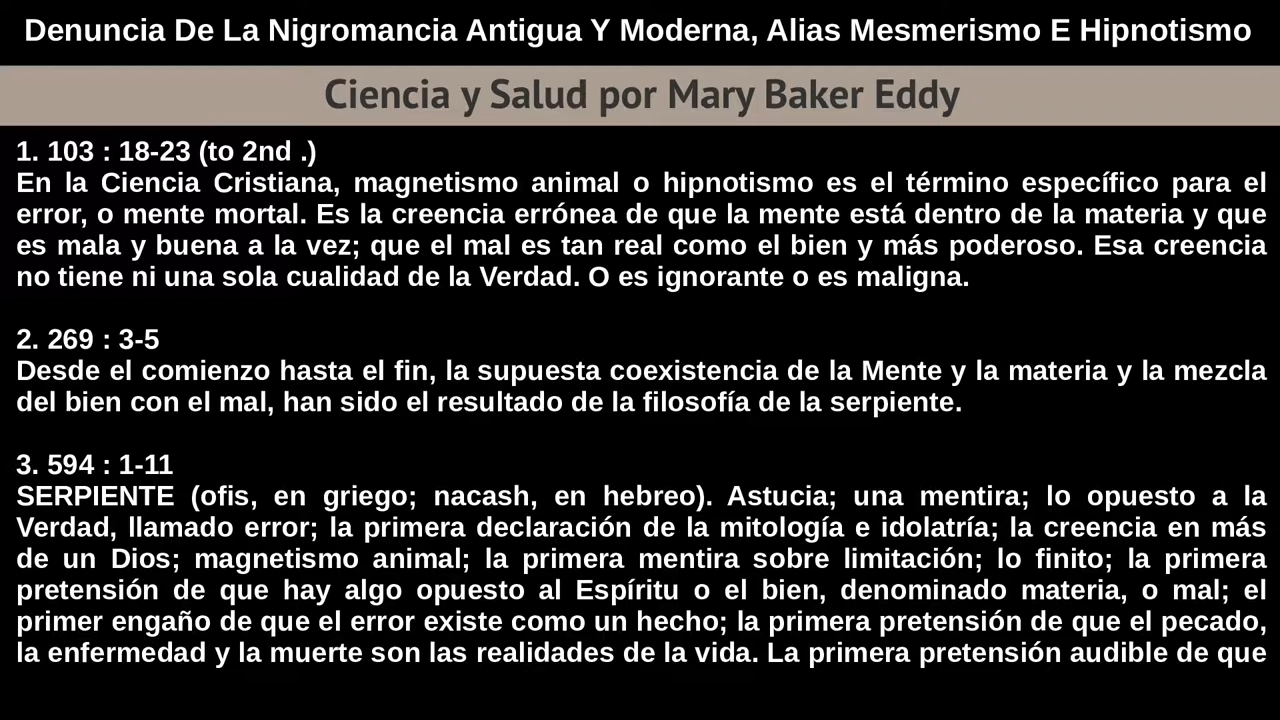 Denuncia De La Nigromancia Antigua Y Moderna, Alias Mesmerismo E Hipnotismo
Ciencia y Salud por Mary Baker Eddy
1. 103 : 18-23 (to 2nd .)
En la Ciencia Cristiana, magnetismo animal o hipnotismo es el término específico para el
error, o mente mortal. Es la creencia errónea de que la mente está dentro de la materia y que
es mala y buena a la vez; que el mal es tan real como el bien y más poderoso. Esa creencia
no tiene ni una sola cualidad de la Verdad. O es ignorante o es maligna.
2. 269 : 3-5
Desde el comienzo hasta el fin, la supuesta coexistencia de la Mente y la materia y la mezcla
del bien con el mal, han sido el resultado de la filosofía de la serpiente.
3. 594 : 1-11
SERPIENTE (ofis, en griego; nacash, en hebreo). Astucia; una mentira; lo opuesto a la
Verdad, llamado error; la primera declaración de la mitología e idolatría; la creencia en más
de un Dios; magnetismo animal; la primera mentira sobre limitación; lo finito; la primera
pretensión de que hay algo opuesto al Espíritu o el bien, denominado materia, o mal; el
primer engaño de que el error existe como un hecho; la primera pretensión de que el pecado,
la enfermedad y la muerte son las realidades de la vida. La primera pretensión audible de que